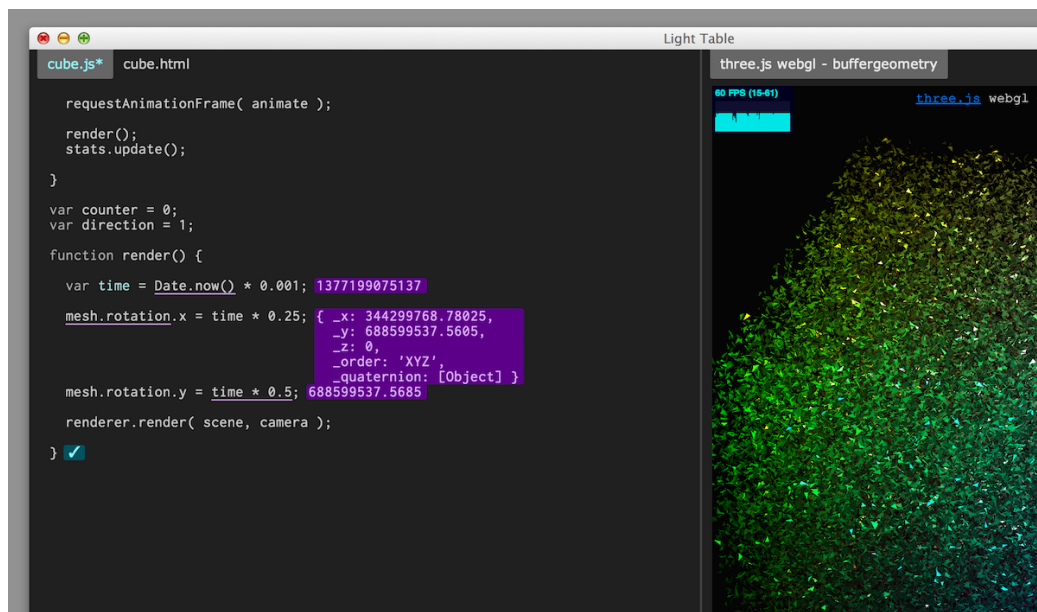 Light Table
cube.js* cube.html
requestAnimationFrame( animate );
render();
stats.update();
}
var counter = 0;
var direction = 1;
function render() {
var time = Date.now() * 0.001; 1377199075137
mesh.rotation.x = time * 0.25; { _x: 344299768.78025,
_y: 688599537.5605,
_z: 0,
_order: 'XYZ',
_quaternion: [Object] }
mesh.rotation.y = time * 0.5; 688599537.5685
renderer.render( scene, camera );
} ✓
three.js webgl - buffergeometry
60 FPS (15-61)
three.js webgl